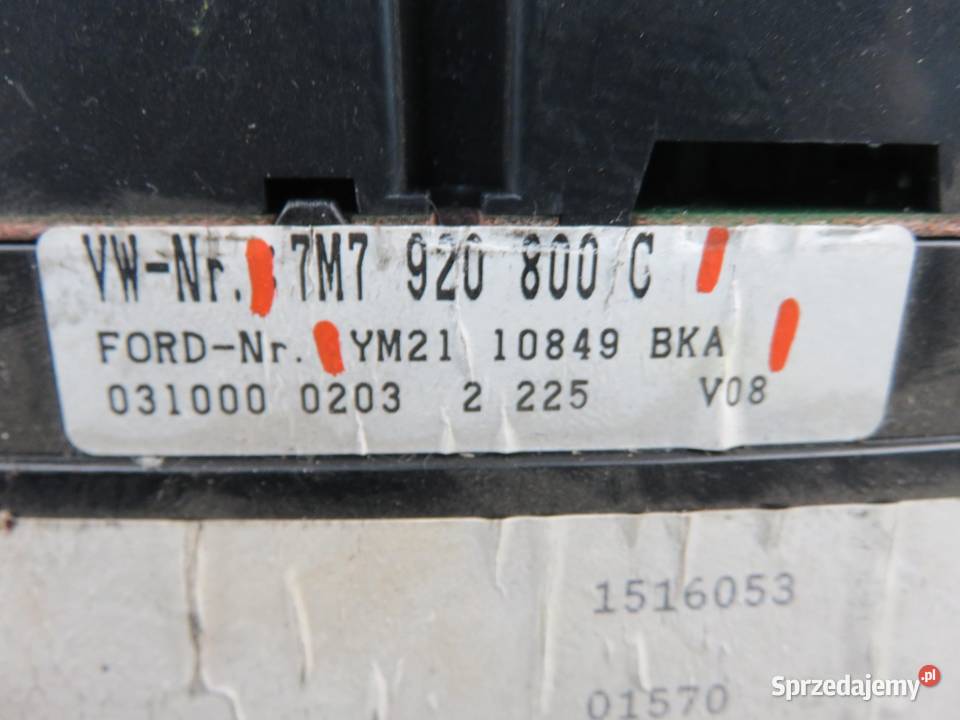 VW-Nr. 7M7 920 800 C
FORD-Nr. YM21 10849 BKA
031000 0203 2 225 V08
1516053
01570
Sprzedajemy.pl